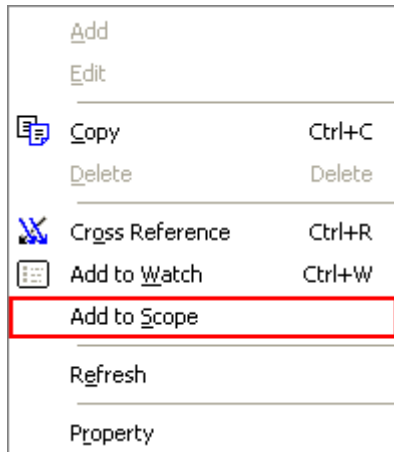 Add
Edit
Copy Ctrl+C
Delete Delete
Cross Reference Ctrl+R
Add to Watch Ctrl+W
Add to Scope
Refresh
Property